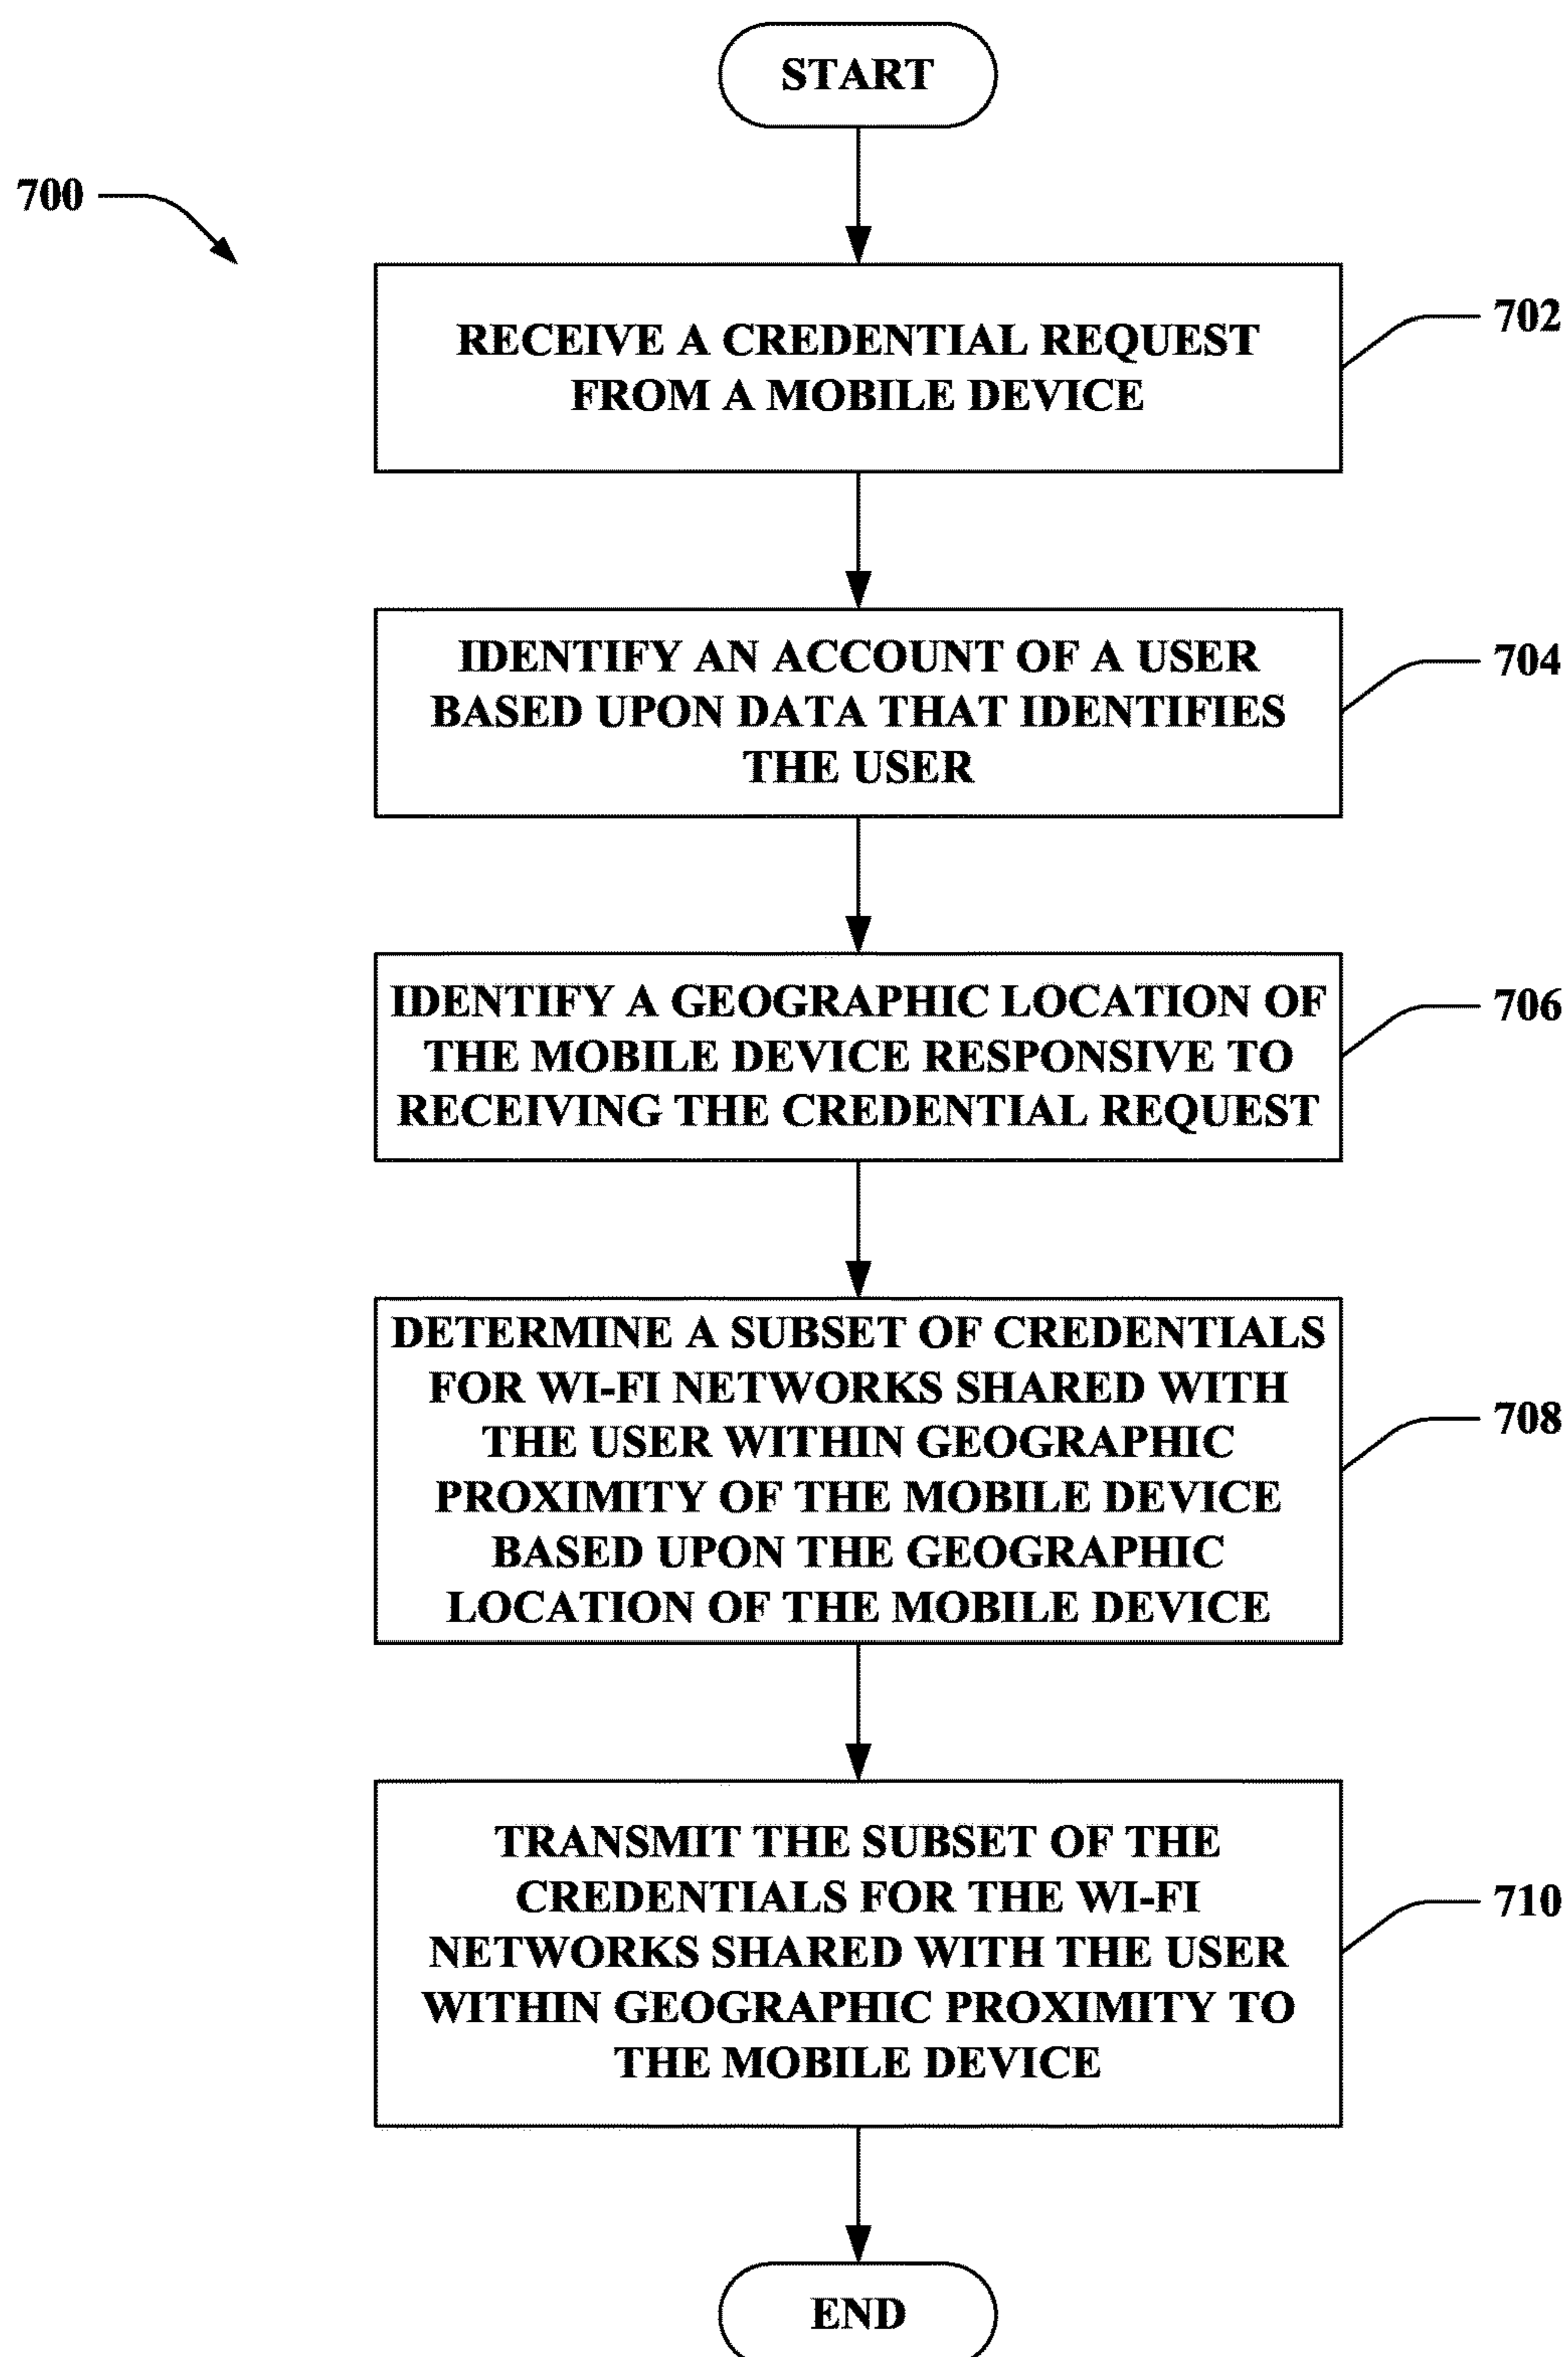 START
700
RECEIVE A CREDENTIAL REQUEST
FROM A MOBILE DEVICE
702
IDENTIFY AN ACCOUNT OF A USER
BASED UPON DATA THAT IDENTIFIES
THE USER
704
IDENTIFY A GEOGRAPHIC LOCATION OF
THE MOBILE DEVICE RESPONSIVE TO
RECEIVING THE CREDENTIAL REQUEST
706
DETERMINE A SUBSET OF CREDENTIALS
FOR WI-FI NETWORKS SHARED WITH
THE USER WITHIN GEOGRAPHIC
PROXIMITY OF THE MOBILE DEVICE
BASED UPON THE GEOGRAPHIC
LOCATION OF THE MOBILE DEVICE
708
TRANSMIT THE SUBSET OF THE
CREDENTIALS FOR THE WI-FI
NETWORKS SHARED WITH THE USER
WITHIN GEOGRAPHIC PROXIMITY TO
THE MOBILE DEVICE
710
END